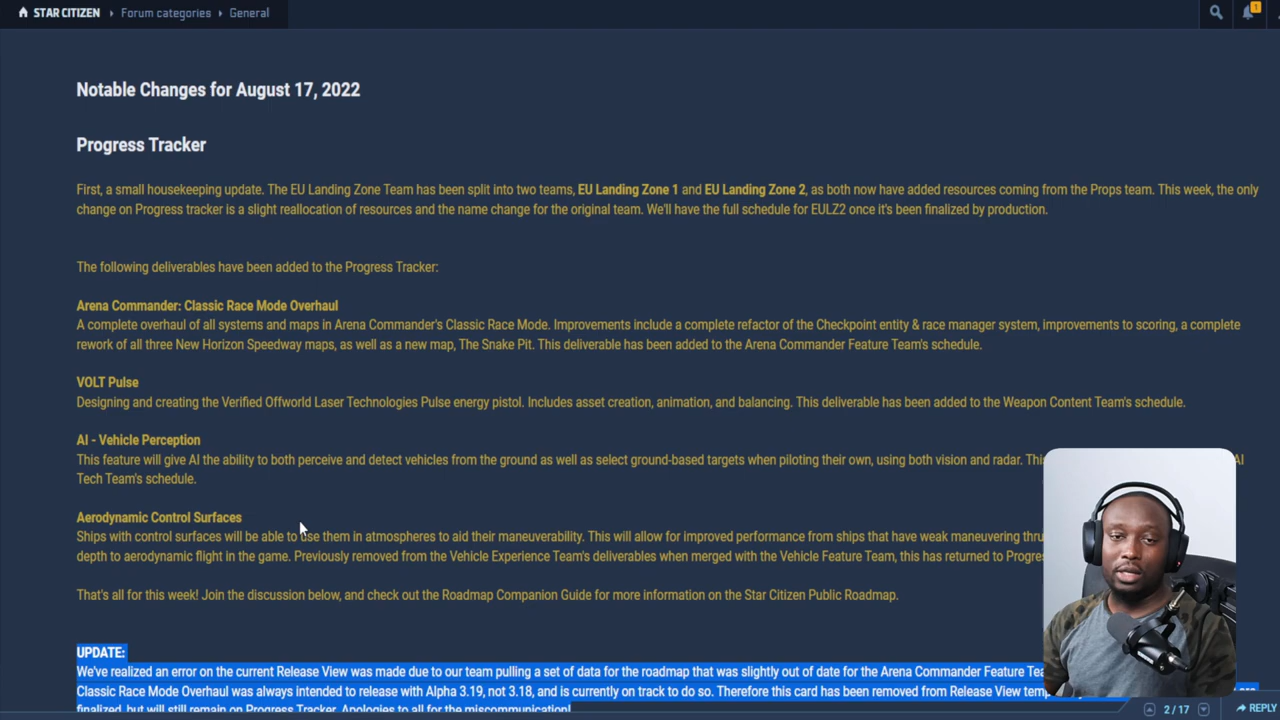 STAR CITIZEN › Forum categories › General
1
Notable Changes for August 17, 2022
Progress Tracker
First, a small housekeeping update. The EU Landing Zone Team has been split into two teams, EU Landing Zone 1 and EU Landing Zone 2, as both now have added resources coming from the Props team. This week, the only
change on Progress tracker is a slight reallocation of resources and the name change for the original team. We'll have the full schedule for EULZ2 once it's been finalized by production.
The following deliverables have been added to the Progress Tracker:
Arena Commander: Classic Race Mode Overhaul
A complete overhaul of all systems and maps in Arena Commander's Classic Race Mode. Improvements include a complete refactor of the Checkpoint entity & race manager system, improvements to scoring, a complete
rework of all three New Horizon Speedway maps, as well as a new map, The Snake Pit. This deliverable has been added to the Arena Commander Feature Team's schedule.
VOLT Pulse
Designing and creating the Verified Offworld Laser Technologies Pulse energy pistol. Includes asset creation, animation, and balancing. This deliverable has been added to the Weapon Content Team's schedule.
AI - Vehicle Perception
This feature will give AI the ability to both perceive and detect vehicles from the ground as well as select ground-based targets when piloting their own, using both vision and radar. AI
Tech Team's schedule.
Aerodynamic Control Surfaces
Ships with control surfaces will be able to use them in atmospheres to aid their maneuverability. This will allow for improved performance from ships that have weak maneuvering
depth to aerodynamic flight in the game. Previously removed from the Vehicle Experience Team's deliverables when merged with the Vehicle Feature Team, this has returned to
That's all for this week! Join the discussion below, and check out the Roadmap Companion Guide for more information on the Star Citizen Public Roadmap.
UPDATE:
We've realized an error on the current Release View was made due to our team pulling a set of data for the roadmap that was slightly out of date for the Arena Commander Feature
Classic Race Mode Overhaul was always intended to release with Alpha 3.19, not 3.18, and is currently on track to do so. Therefore this card has been removed from Release View
finalized, but will still remain on Progress Tracker. Apologies to all for the miscommunication!
2 / 17 REPLY